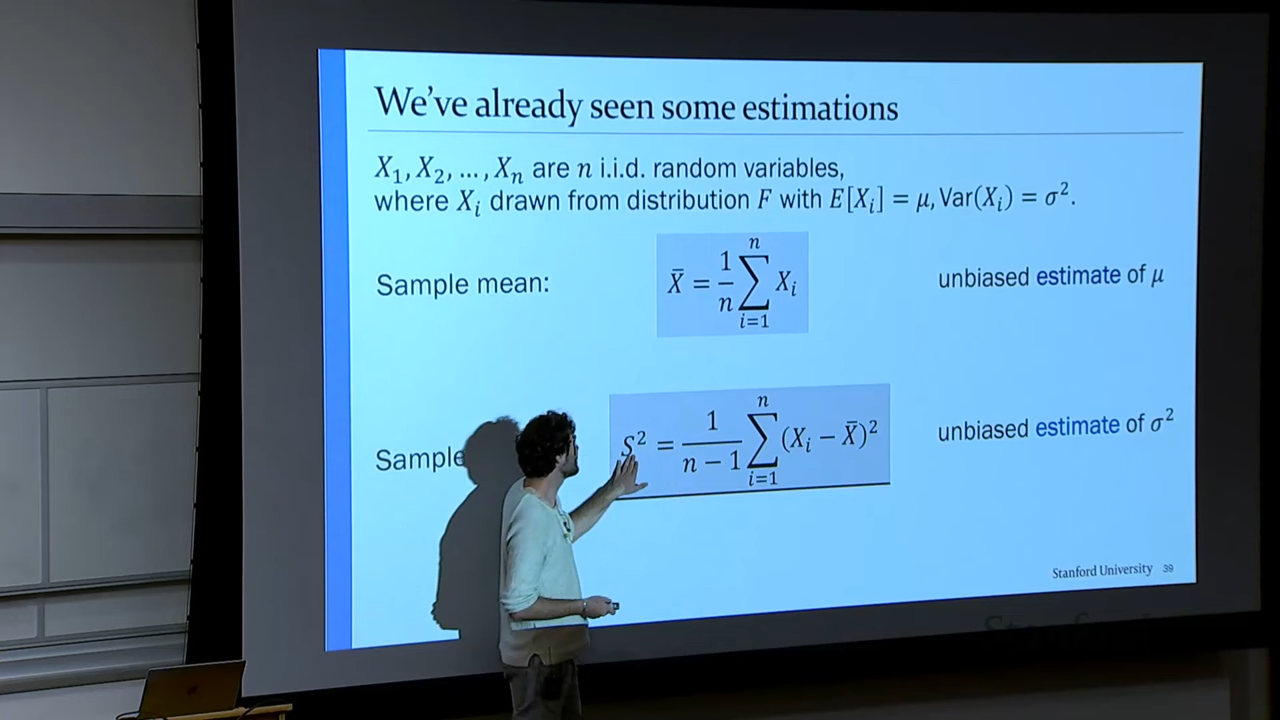 We've already seen some estimations
X₁, X₂, …, Xₙ are n i.i.d. random variables,
where Xᵢ drawn from distribution F with E[Xᵢ] = μ, Var(Xᵢ) = σ².
Sample mean: X̄ = 1/n ∑ᵢ₌₁ⁿ Xᵢ unbiased estimate of μ
Sample S² = 1/(n − 1) ∑ᵢ₌₁ⁿ (Xᵢ − X̄)² unbiased estimate of σ²
Stanford University 39